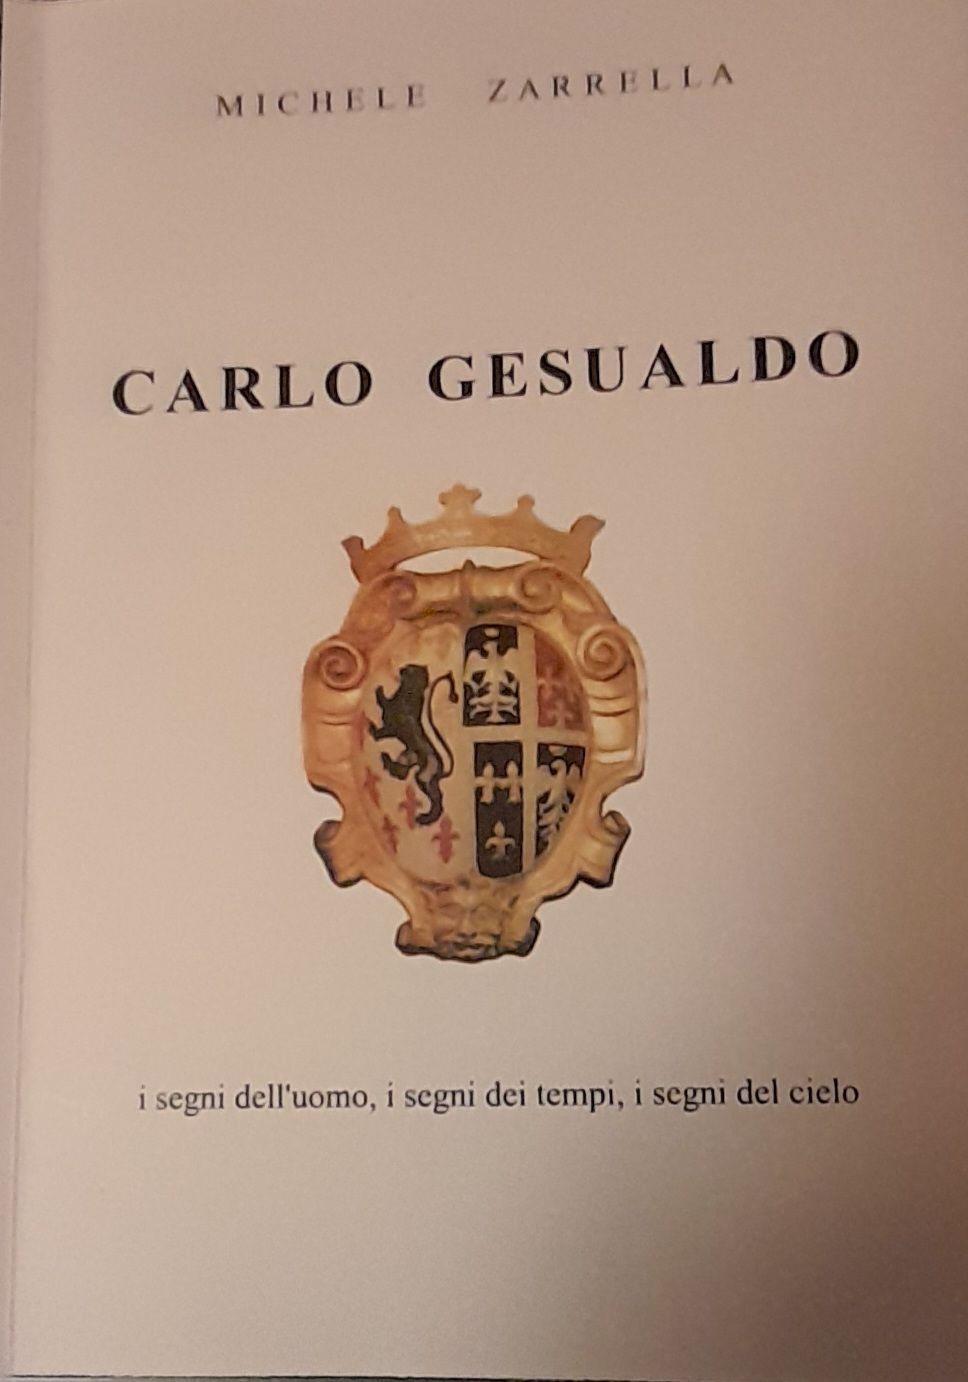 MICHELE ZARRELLA
CARLO GESUALDO
i segni dell'uomo, i segni dei tempi, i segni del cielo